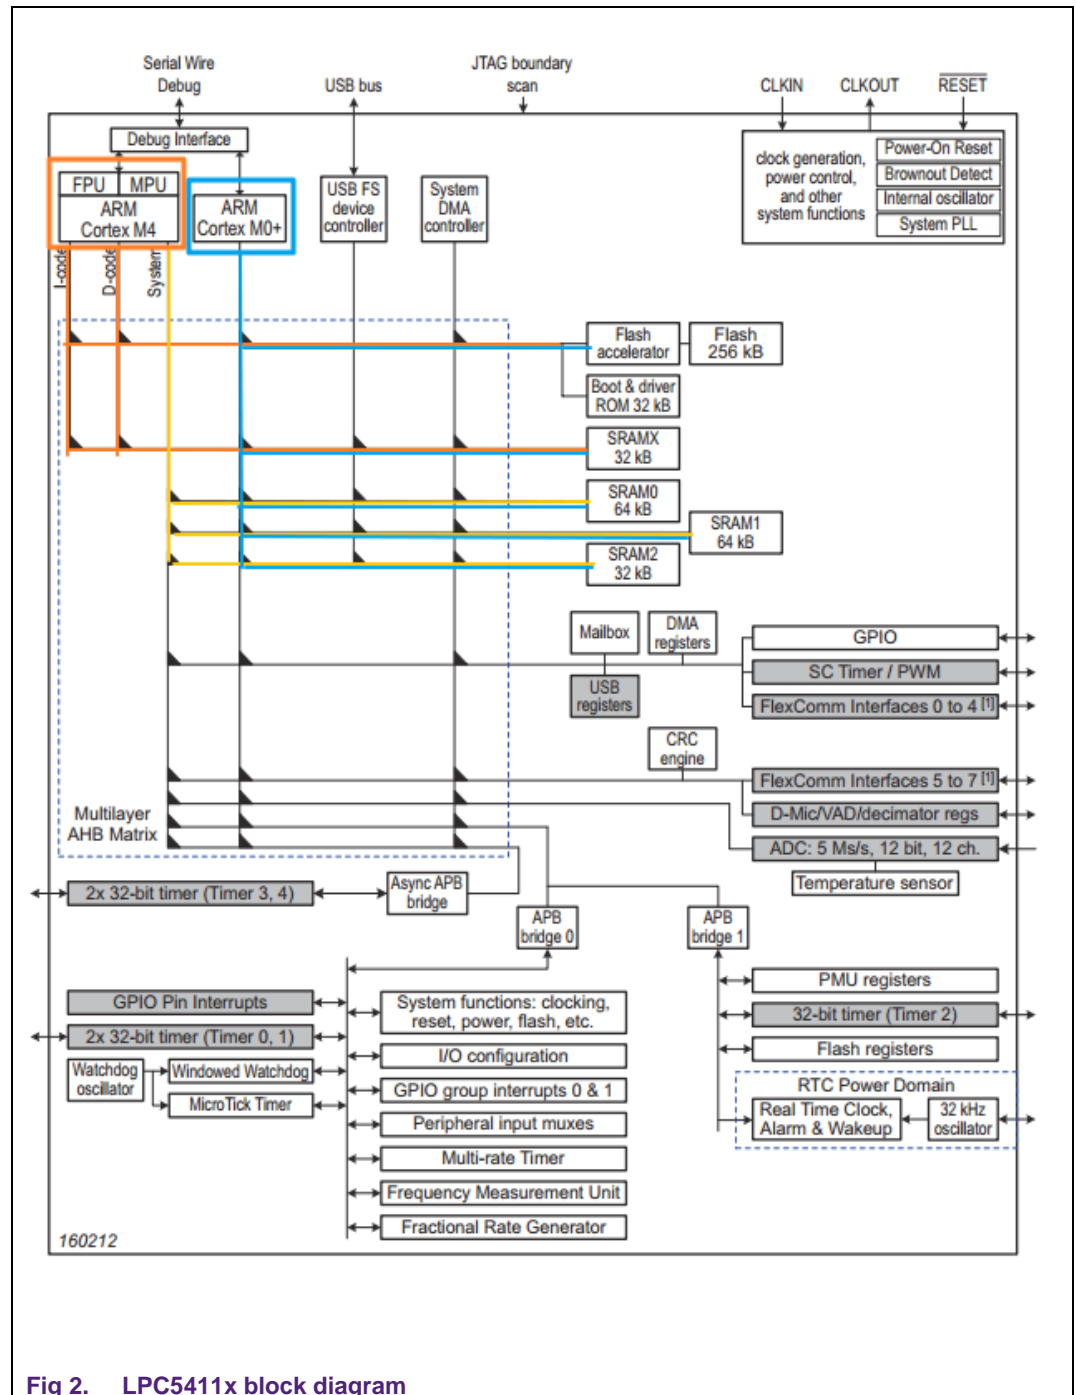 Serial Wire
Debug
USB bus
JTAG boundary
scan
CLKIN
CLKOUT
RESET
Debug Interface
FPU
MPU
ARM
Cortex M4
ARM
Cortex M0+
USB FS
device
controller
System
DMA
controller
clock generation,
power control,
and other
system functions
Power-On Reset
Brownout Detect
Internal oscillator
System PLL
I-code
D-code
System
Flash
accelerator
Flash
256 kB
Boot & driver
ROM 32 kB
SRAMX
32 kB
SRAM0
64 kB
SRAM1
64 kB
SRAM2
32 kB
Mailbox
DMA
registers
GPIO
SC Timer / PWM
USB
registers
FlexComm Interfaces 0 to 4 [1]
CRC
engine
FlexComm Interfaces 5 to 7 [1]
D-Mic/VAD/decimator regs
Multilayer
AHB Matrix
ADC: 5 Ms/s, 12 bit, 12 ch.
Temperature sensor
2x 32-bit timer (Timer 3, 4)
Async APB
bridge
APB
bridge 0
APB
bridge 1
GPIO Pin Interrupts
2x 32-bit timer (Timer 0, 1)
Watchdog
oscillator
Windowed Watchdog
MicroTick Timer
System functions: clocking,
reset, power, flash, etc.
I/O configuration
GPIO group interrupts 0 & 1
Peripheral input muxes
Multi-rate Timer
Frequency Measurement Unit
Fractional Rate Generator
PMU registers
32-bit timer (Timer 2)
Flash registers
RTC Power Domain
Real Time Clock,
Alarm & Wakeup
32 kHz
oscillator
160212
Fig 2. LPC5411x block diagram